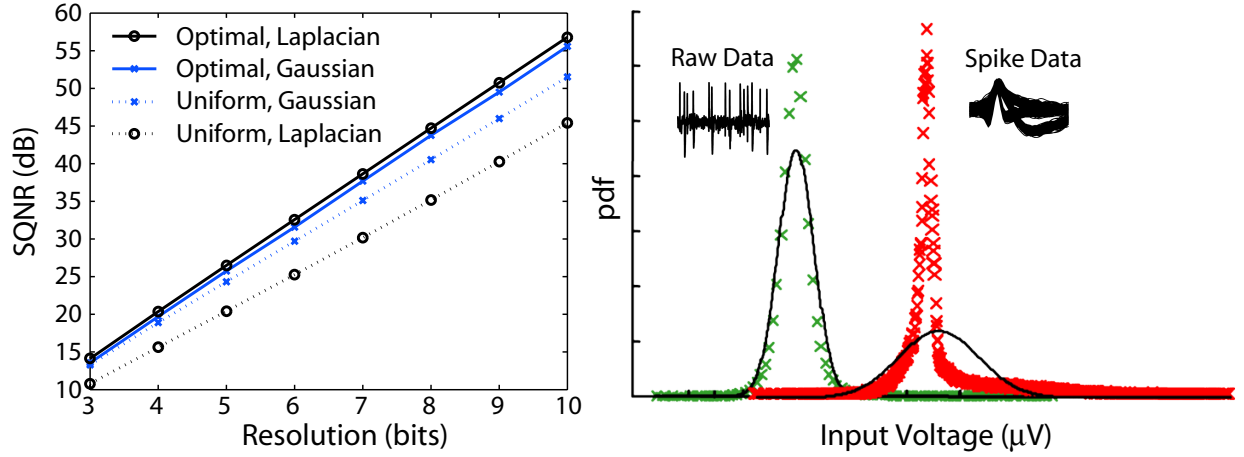 60
55
50
45
40
35
30
25
20
15
10
SQNR (dB)
Optimal, Laplacian
Optimal, Gaussian
Uniform, Gaussian
Uniform, Laplacian
3 4 5 6 7 8 9 10
Resolution (bits)
pdf
Raw Data
Spike Data
Input Voltage (μV)